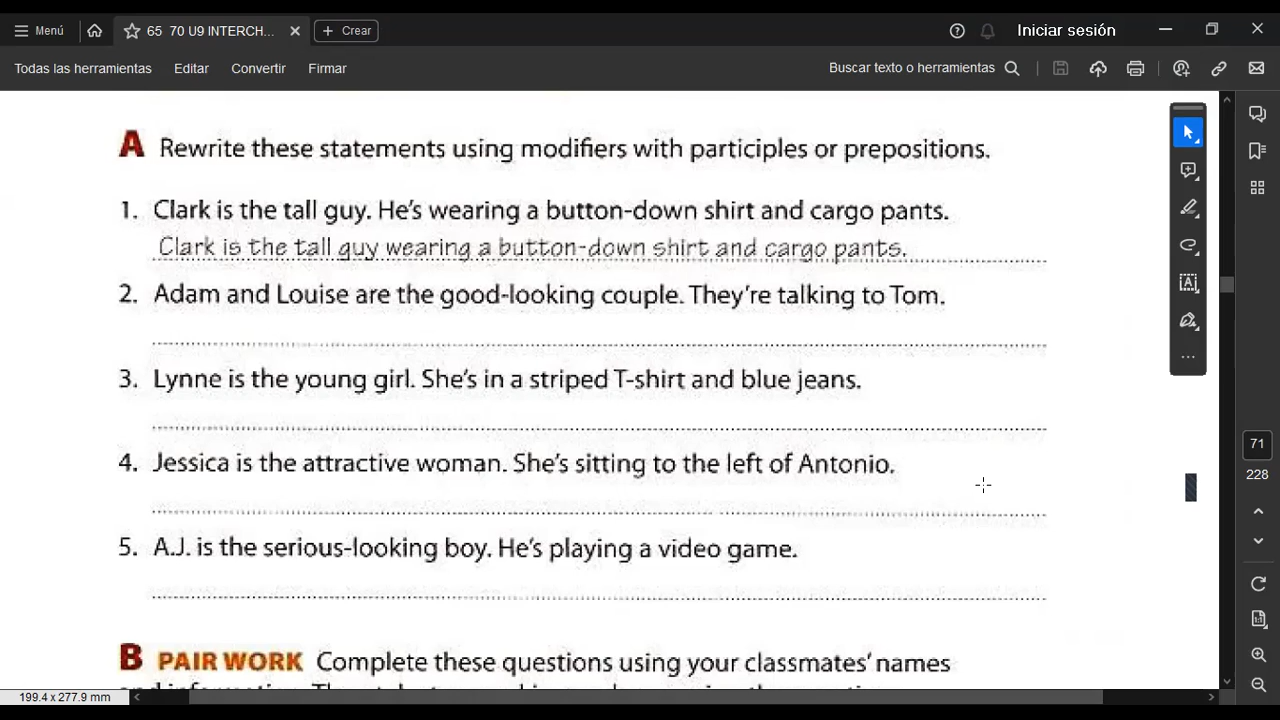 Menú
65 70 U9 INTERCH...
Crear
Iniciar sesión
Todas las herramientas
Editar
Convertir
Firmar
Buscar texto o herramientas
A Rewrite these statements using modifiers with participles or prepositions.
1. Clark is the tall guy. He's wearing a button-down shirt and cargo pants.
Clark is the tall guy wearing a button-down shirt and cargo pants.
2. Adam and Louise are the good-looking couple. They're talking to Tom.
3. Lynne is the young girl. She's in a striped T-shirt and blue jeans.
4. Jessica is the attractive woman. She's sitting to the left of Antonio.
5. A.J. is the serious-looking boy. He's playing a video game.
B PAIR WORK Complete these questions using your classmates' names
71
228
199.4 x 277.9 mm